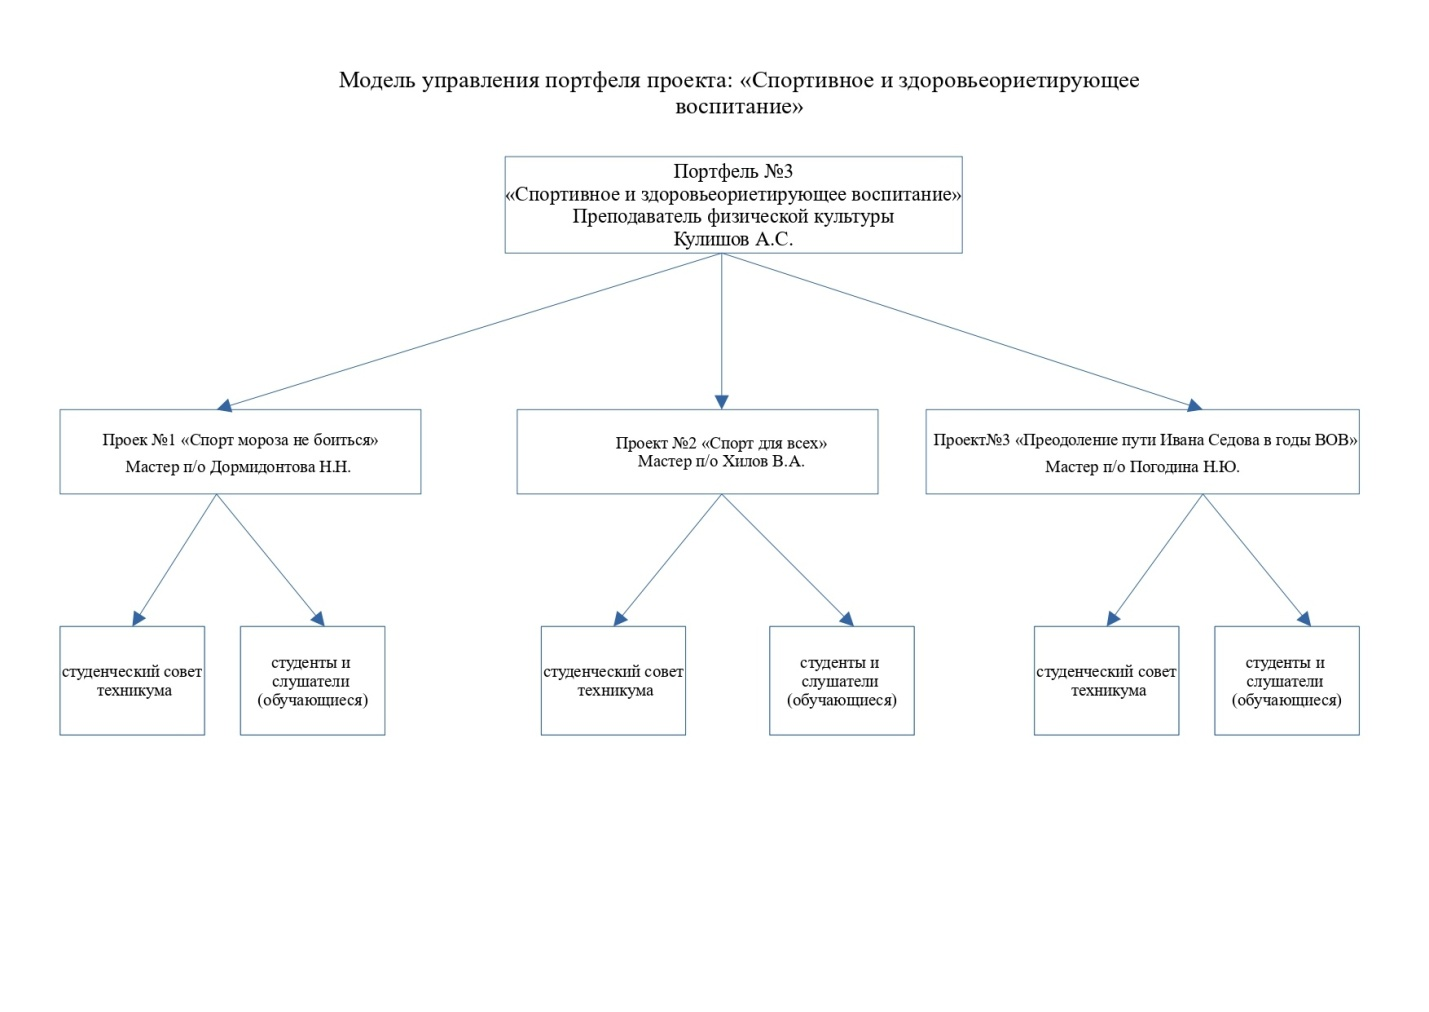 Модель управления портфеля проекта: «Спортивное и здоровьеориетирующее
воспитание»
Портфель №3
«Спортивное и здоровьеориетирующее воспитание»
Преподаватель физической культуры
Кулишов А.С.
Проек №1 «Спорт мороза не боиться»
Мастер п/о Дормидонтова Н.Н.
Проект №2 «Спорт для всех»
Мастер п/о Хилов В.А.
Проект№3 «Преодоление пути Ивана Седова в годы ВОВ»
Мастер п/о Погодина Н.Ю.
студенческий совет
техникума
студенты и
слушатели
(обучающиеся)
студенческий совет
техникума
студенты и
слушатели
(обучающиеся)
студенческий совет
техникума
студенты и
слушатели
(обучающиеся)